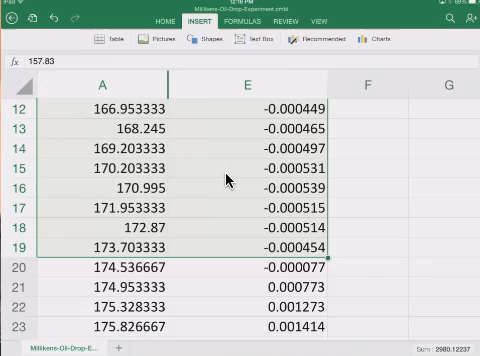 iPad
12:18 PM
69%
Millikens-Oil-Drop-Experiment.cmbl
HOME INSERT FORMULAS REVIEW VIEW
Table Pictures Shapes Text Box Recommended Charts
fx 157.83
A E F G
12 166.953333 -0.000449
13 168.245 -0.000465
14 169.203333 -0.000497
15 170.203333 -0.000531
16 170.995 -0.000539
17 171.953333 -0.000515
18 172.87 -0.000514
19 173.703333 -0.000454
20 174.536667 -0.000077
21 174.953333 0.000773
22 175.328333 0.001273
23 175.826667 0.001414
Millikens-Oil-Drop-E... +
Sum : 2980.12237